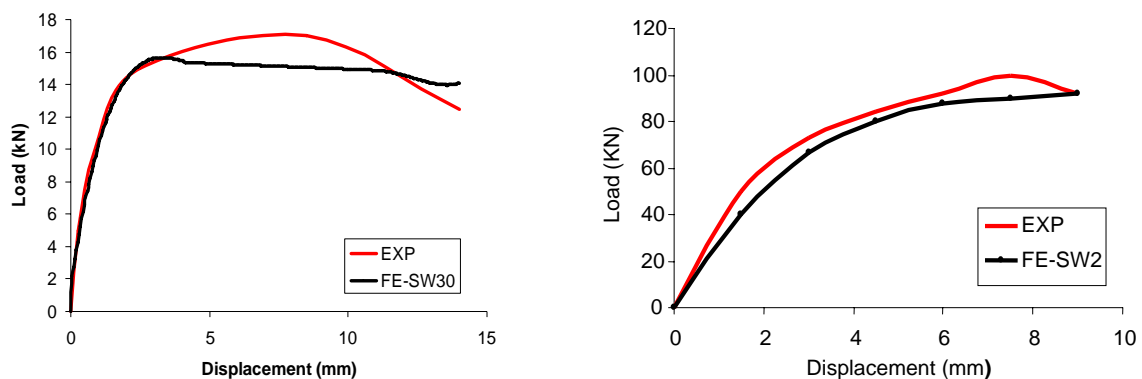 18
16
14
12
10
8
6
4
2
0
Load (kN)
EXP
FE-SW30
0 5 10 15
Displacement (mm)
120
100
80
60
40
20
0
Load (KN)
EXP
FE-SW2
0 2 4 6 8 10
Displacement (mm)